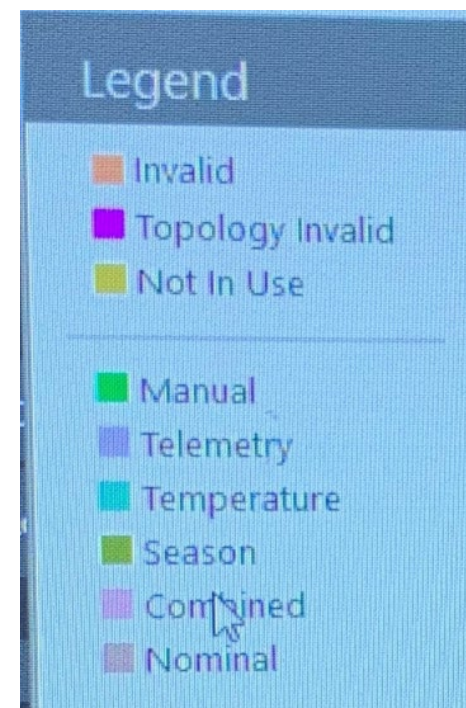 Legend
Invalid
Topology Invalid
Not In Use
Manual
Telemetry
Temperature
Season
Combined
Nominal